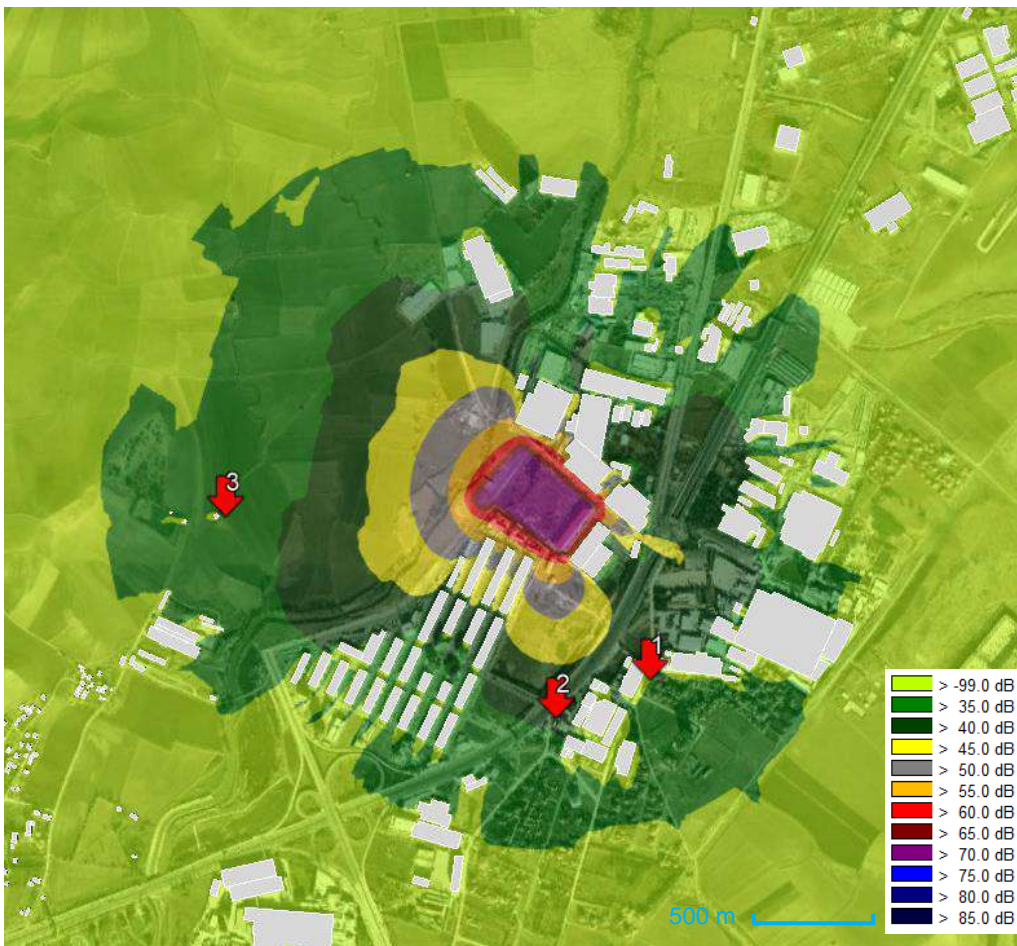 3
1
2
> -99.0 dB
> 35.0 dB
> 40.0 dB
> 45.0 dB
> 50.0 dB
> 55.0 dB
> 60.0 dB
> 65.0 dB
> 70.0 dB
> 75.0 dB
> 80.0 dB
> 85.0 dB
500 m